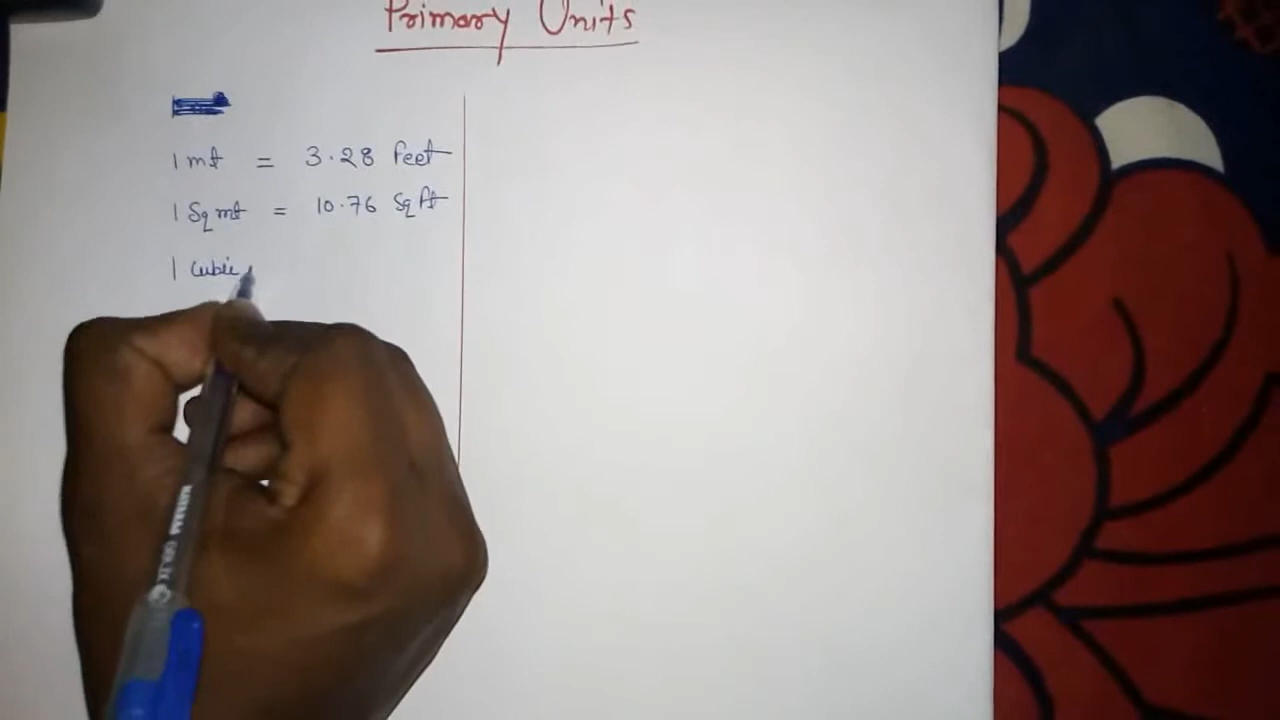 Primary Units
1 mt = 3.28 feet
1 Sq mt = 10.76 Sq ft
1 Cubic